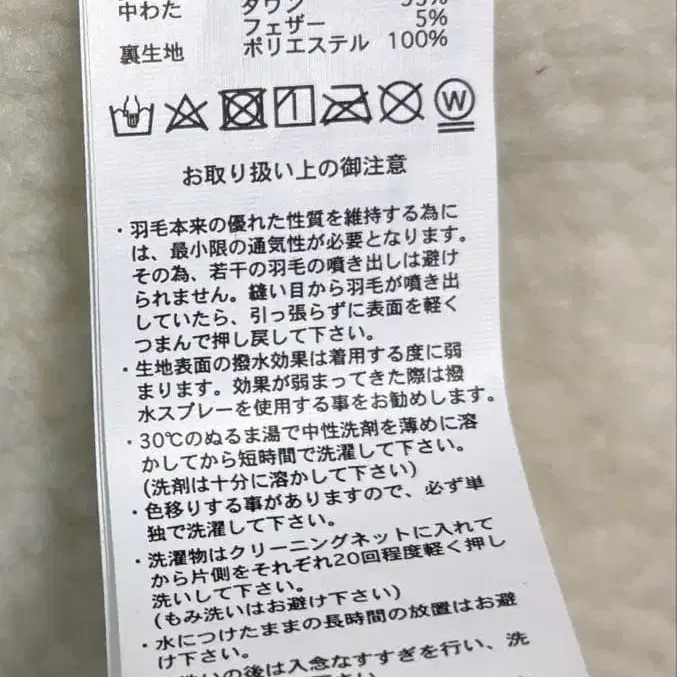 中わた ダウン 95%
フェザー 5%
裏生地 ポリエステル 100%
W
お取り扱い上の御注意
・羽毛本来の優れた性質を維持する為に
は、最小限の通気性が必要となります。
その為、若干の羽毛の噴き出しは避け
られません。縫い目から羽毛が噴き出
していたら、引っ張らずに表面を軽く
つまんで押し戻して下さい。
・生地表面の撥水効果は着用する度に弱
まります。効果が弱まってきた際は撥
水スプレーを使用する事をお勧めします。
・30℃のぬるま湯で中性洗剤を薄めに溶
かしてから短時間で洗濯して下さい。
(洗剤は十分に溶かして下さい)
・色移りする事がありますので、必ず単
独で洗濯して下さい。
・洗濯物はクリーニングネットに入れて
から片側をそれぞれ20回程度軽く押し
洗いして下さい。
(もみ洗いはお避け下さい)
・水につけたままの長時間の放置はお避
け下さい。
洗いの後は入念なすすぎを行い、洗